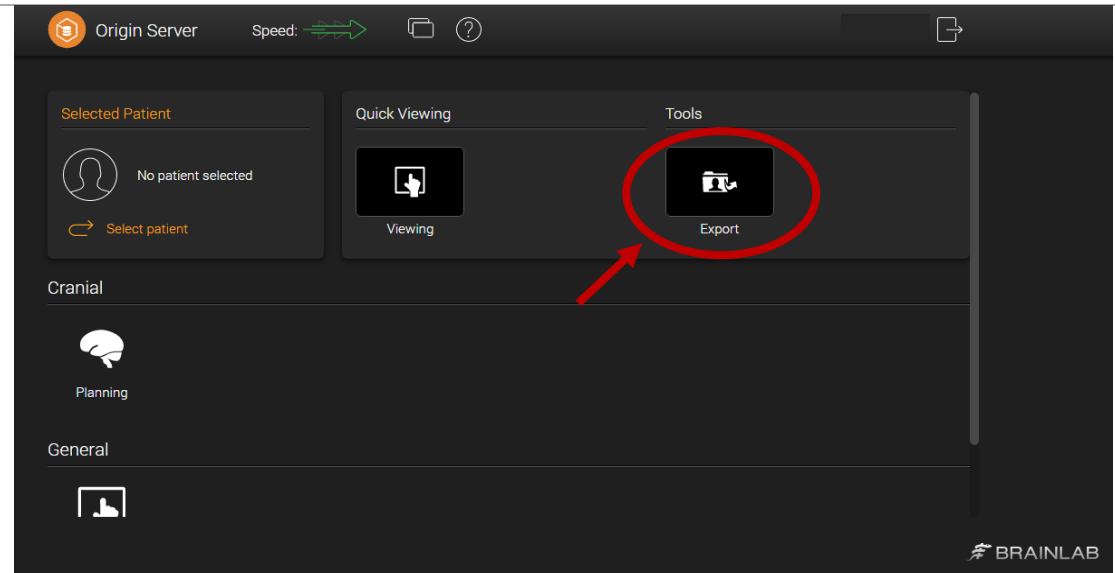 Origin Server Speed:
Selected Patient
No patient selected
Select patient
Quick Viewing
Viewing
Tools
Export
Cranial
Planning
General
BRAINLAB